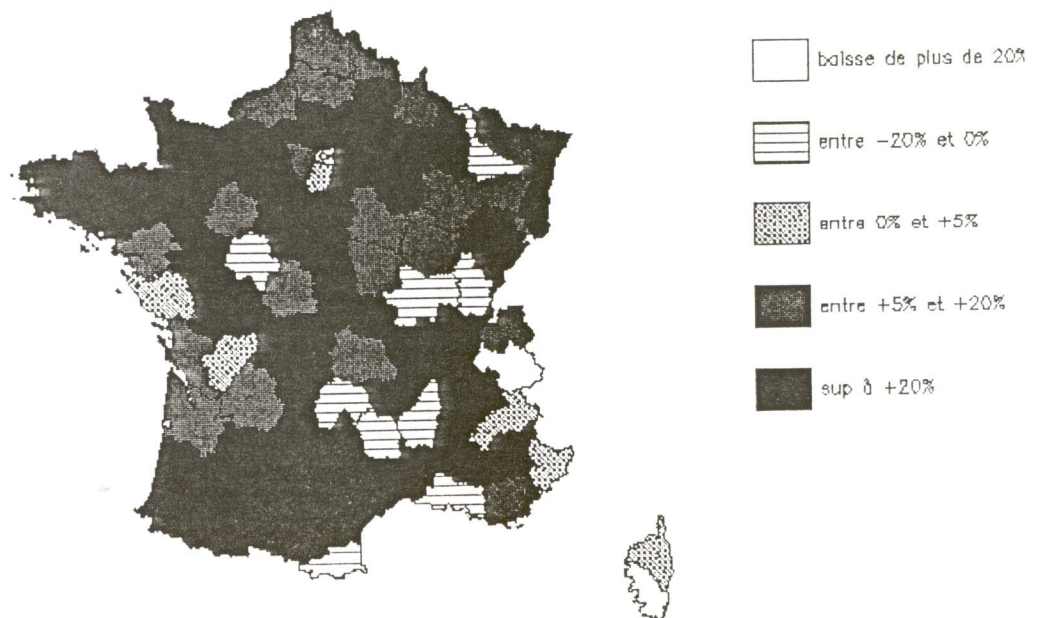 baisse de plus de 20%
entre -20% et 0%
entre 0% et +5%
entre +5% et +20%
sup à +20%